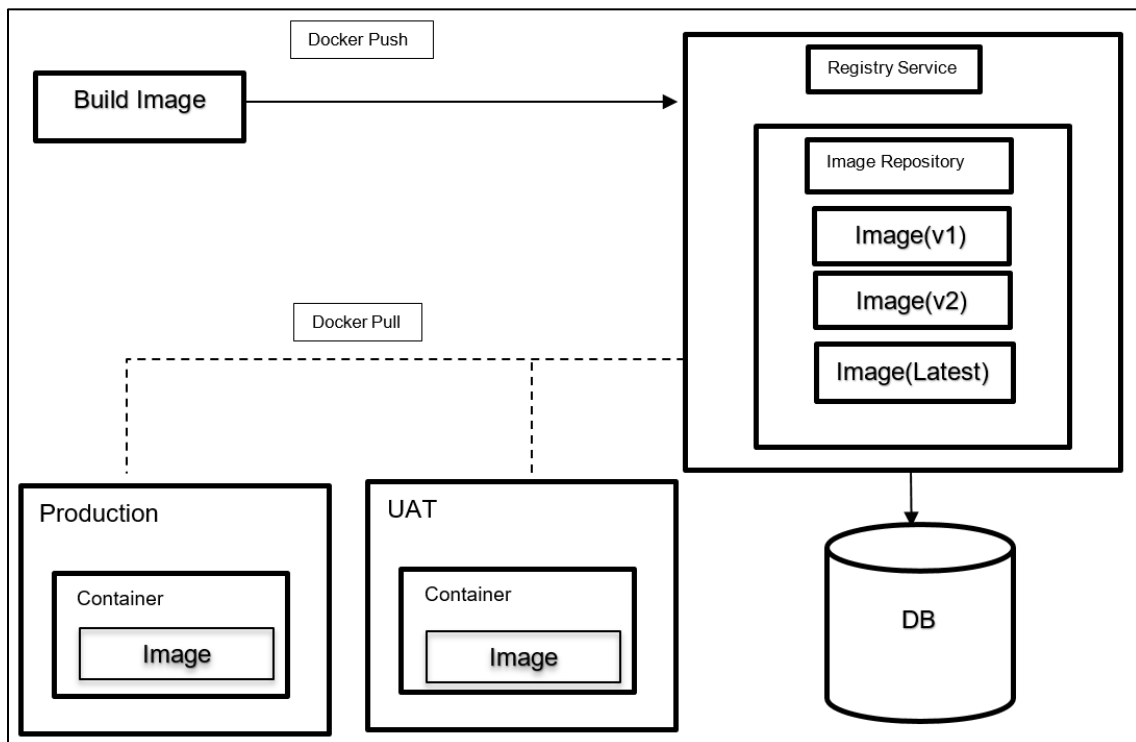 Docker Push
Build Image
Registry Service
Image Repository
Image(v1)
Image(v2)
Image(Latest)
Docker Pull
Production
Container
Image
UAT
Container
Image
DB